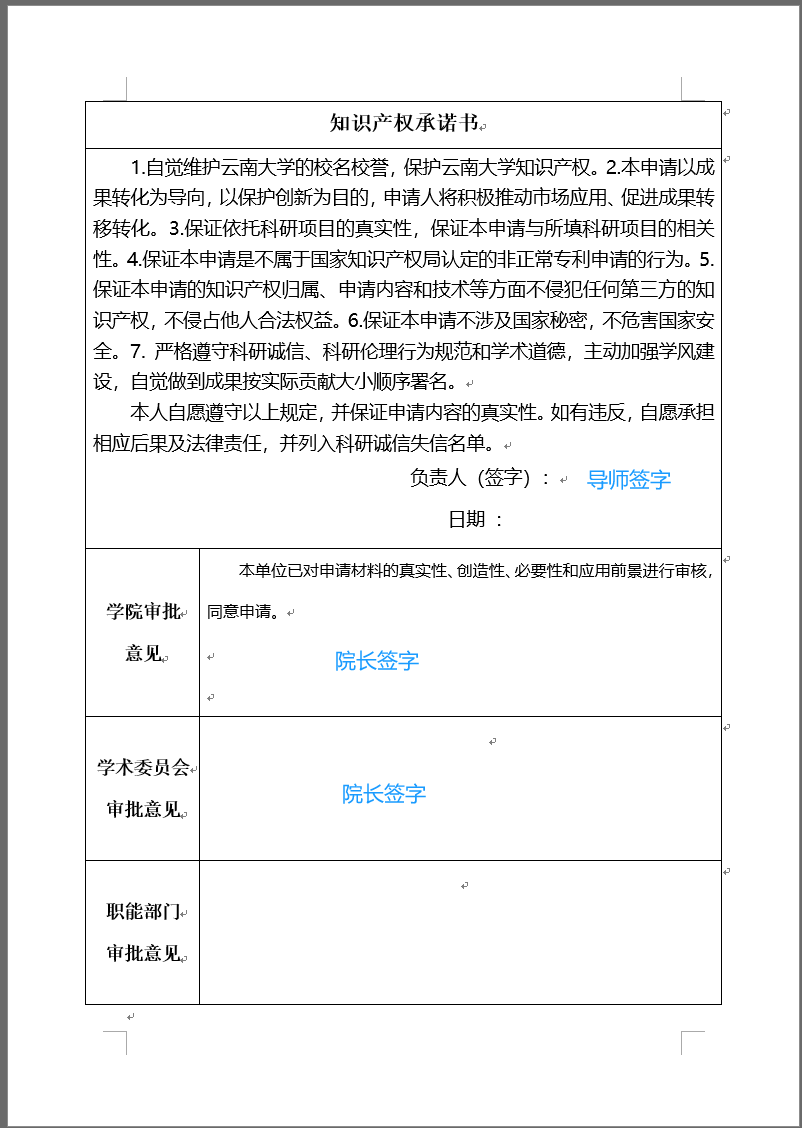 知识产权承诺书
1.自觉维护云南大学的校名校誉，保护云南大学知识产权。2.本申请以成
果转化为导向，以保护创新为目的，申请人将积极推动市场应用、促进成果转
移转化。3.保证依托科研项目的真实性，保证本申请与所填科研项目的相关
性。4.保证本申请是不属于国家知识产权局认定的非正常专利申请的行为。5.
保证本申请的知识产权归属、申请内容和技术等方面不侵犯任何第三方的知
识产权，不侵占他人合法权益。6.保证本申请不涉及国家秘密，不危害国家安
全。7. 严格遵守科研诚信、科研伦理行为规范和学术道德，主动加强学风建
设，自觉做到成果按实际贡献大小顺序署名。
本人自愿遵守以上规定，并保证申请内容的真实性。如有违反，自愿承担
相应后果及法律责任，并列入科研诚信失信名单。
负责人（签字）： 导师签字
日期 ：
学院审批
意见
本单位已对申请材料的真实性、创造性、必要性和应用前景进行审核，
同意申请。
院长签字
学术委员会
审批意见
院长签字
职能部门
审批意见